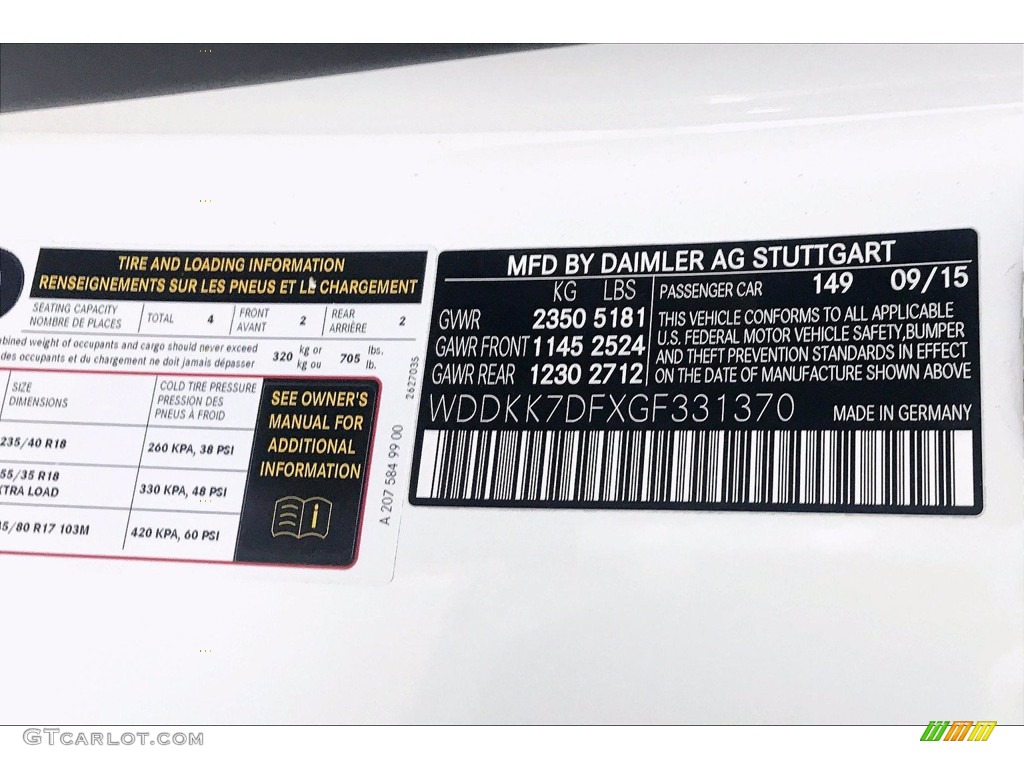 TIRE AND LOADING INFORMATION
RENSEIGNEMENTS SUR LES PNEUS ET LE CHARGEMENT
SEATING CAPACITY
NOMBRE DE PLACES
TOTAL 4
FRONT
AVANT
2
REAR
ARRIÈRE
2
weight of occupants and cargo should never exceed
des occupants et du chargement ne doit jamais dépasser
320 kg or
kg ou
705 lbs.
lb.
SIZE
DIMENSIONS
COLD TIRE PRESSURE
PRESSION DES
PNEUS À FROID
235/40 R18
260 KPA, 38 PSI
55/35 R18
LOAD
330 KPA, 48 PSI
5/80 R17 103M
420 KPA, 60 PSI
SEE OWNER'S
MANUAL FOR
ADDITIONAL
INFORMATION
i
A 207 584 99 00
2627035
MFD BY DAIMLER AG STUTTGART
KG LBS
GVWR 2350 5181
GAWR FRONT 1145 2524
GAWR REAR 1230 2712
PASSENGER CAR 149 09/15
THIS VEHICLE CONFORMS TO ALL APPLICABLE
U.S. FEDERAL MOTOR VEHICLE SAFETY, BUMPER
AND THEFT PREVENTION STANDARDS IN EFFECT
ON THE DATE OF MANUFACTURE SHOWN ABOVE
WDDKK7DFXGF331370 MADE IN GERMANY
GTCARLOT.COM